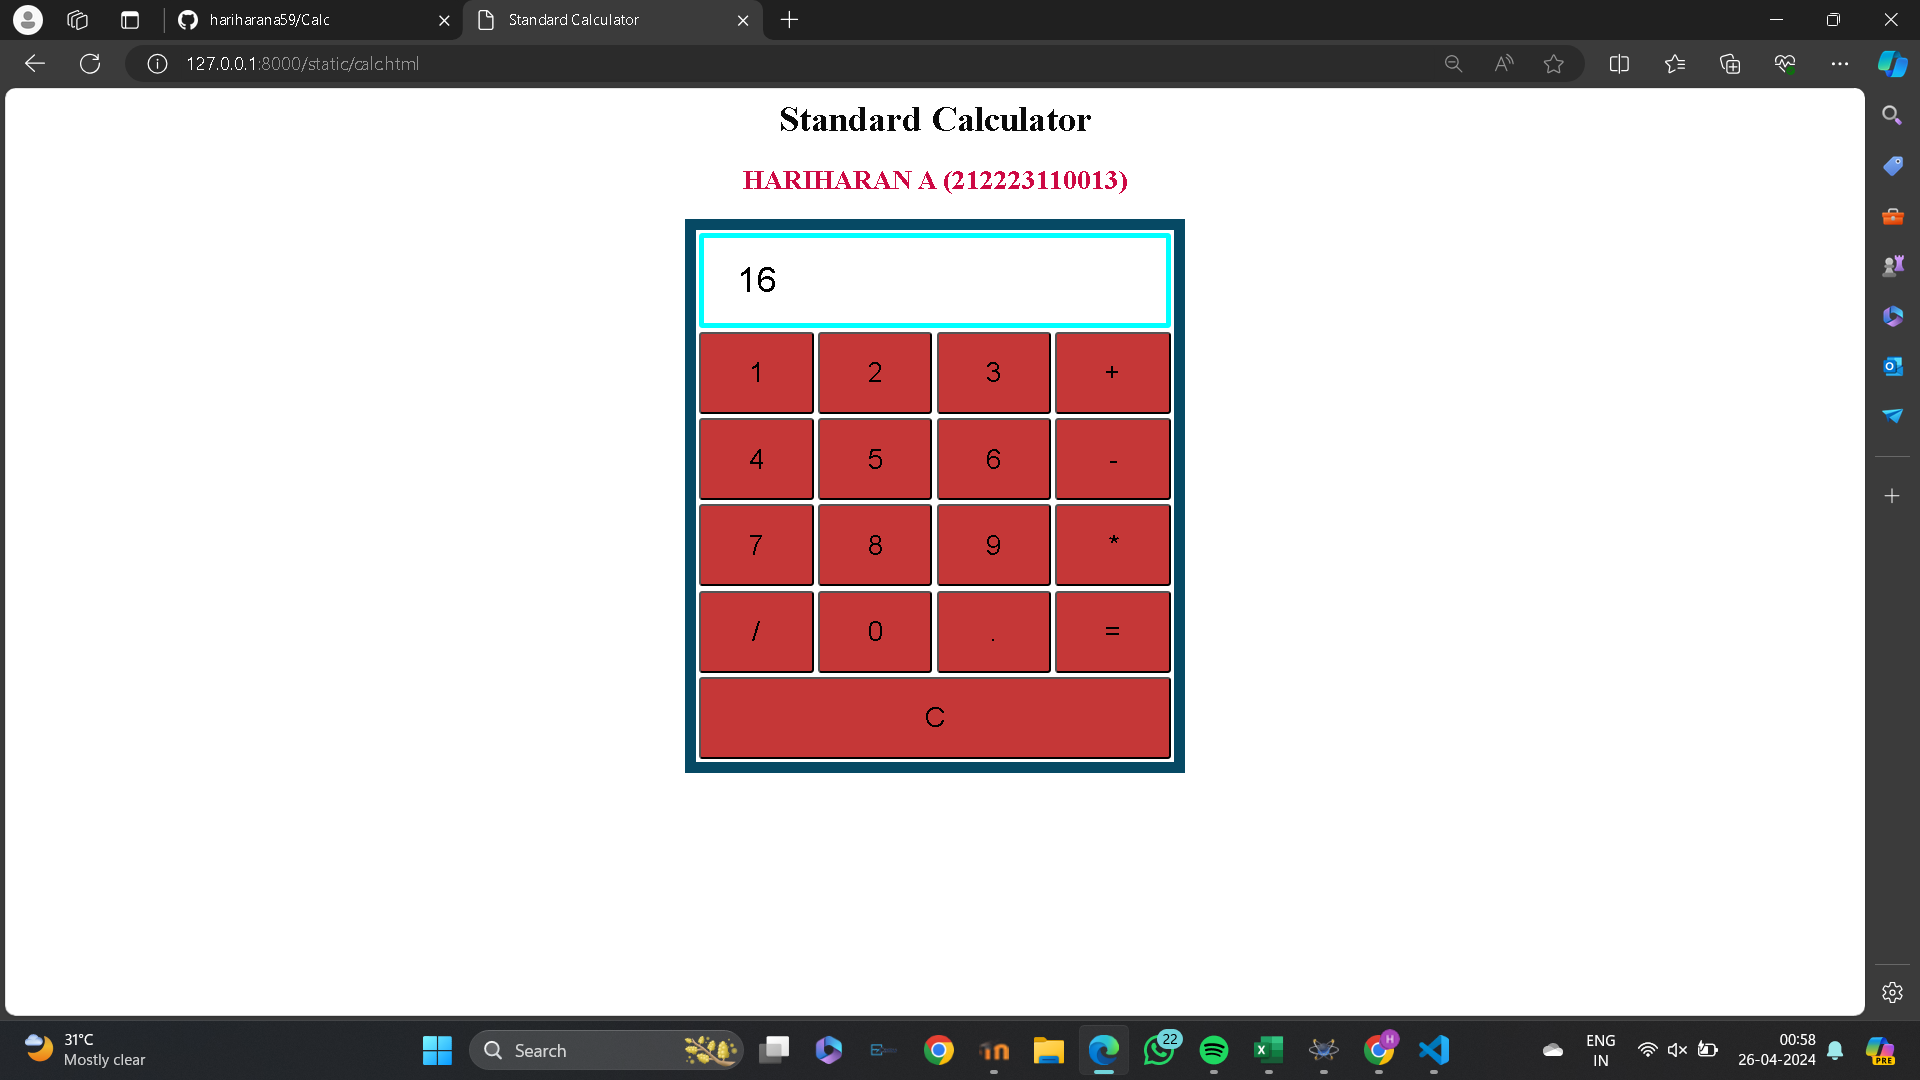 hariharana59/Calc
Standard Calculator
127.0.0.1:8000/static/calc.html
Standard Calculator
HARIHARAN A (212223110013)
16
1 2 3 +
4 5 6 -
7 8 9 *
/ 0 . =
C
31°C
Mostly clear
Search
22
H
ENG
IN
00:58
26-04-2024
PRE